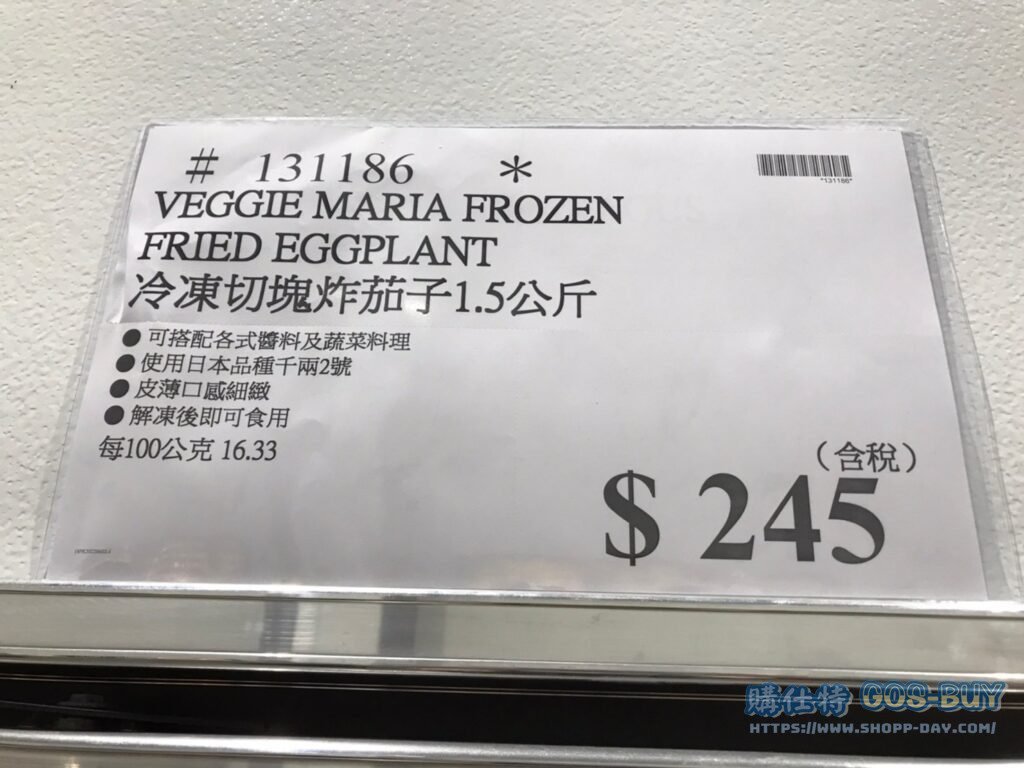 # 131186 *
*131186*
VEGGIE MARIA FROZEN
FRIED EGGPLANT
冷凍切塊炸茄子1.5公斤
● 可搭配各式醬料及蔬菜料理
● 使用日本品種千兩2號
● 皮薄口感細緻
● 解凍後即可食用
每100公克 16.33
(含稅)
$ 245
購仕特 COS-BUY
HTTPS://WWW.SHOPP-DAY.COM/